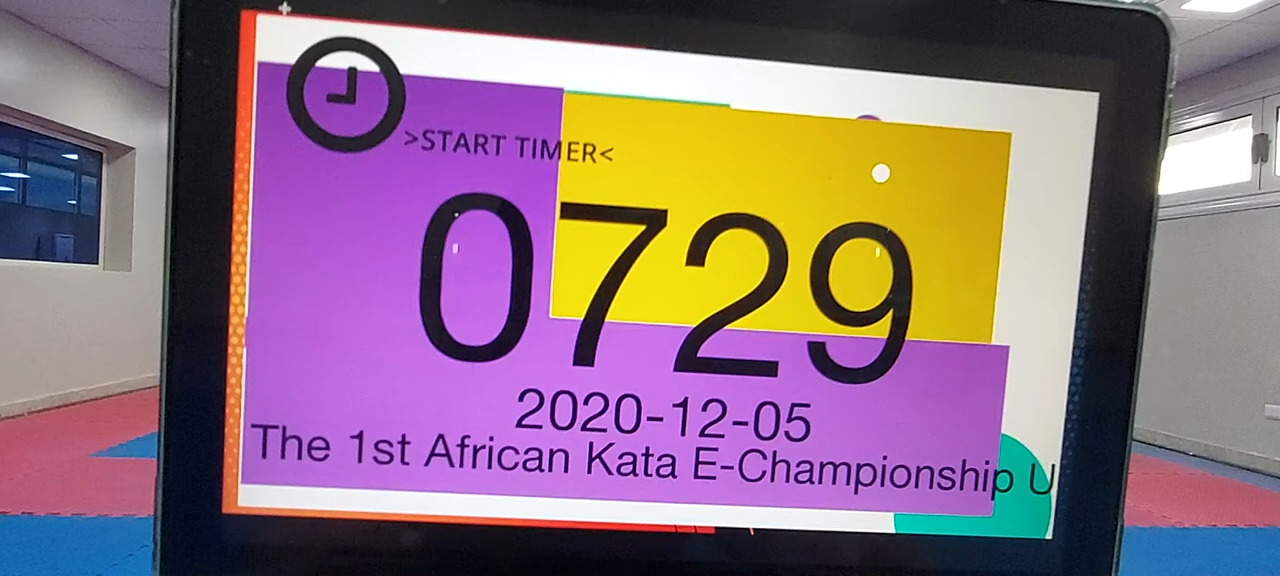 >START TIMER<
0729
2020-12-05
The 1st African Kata E-Championship U